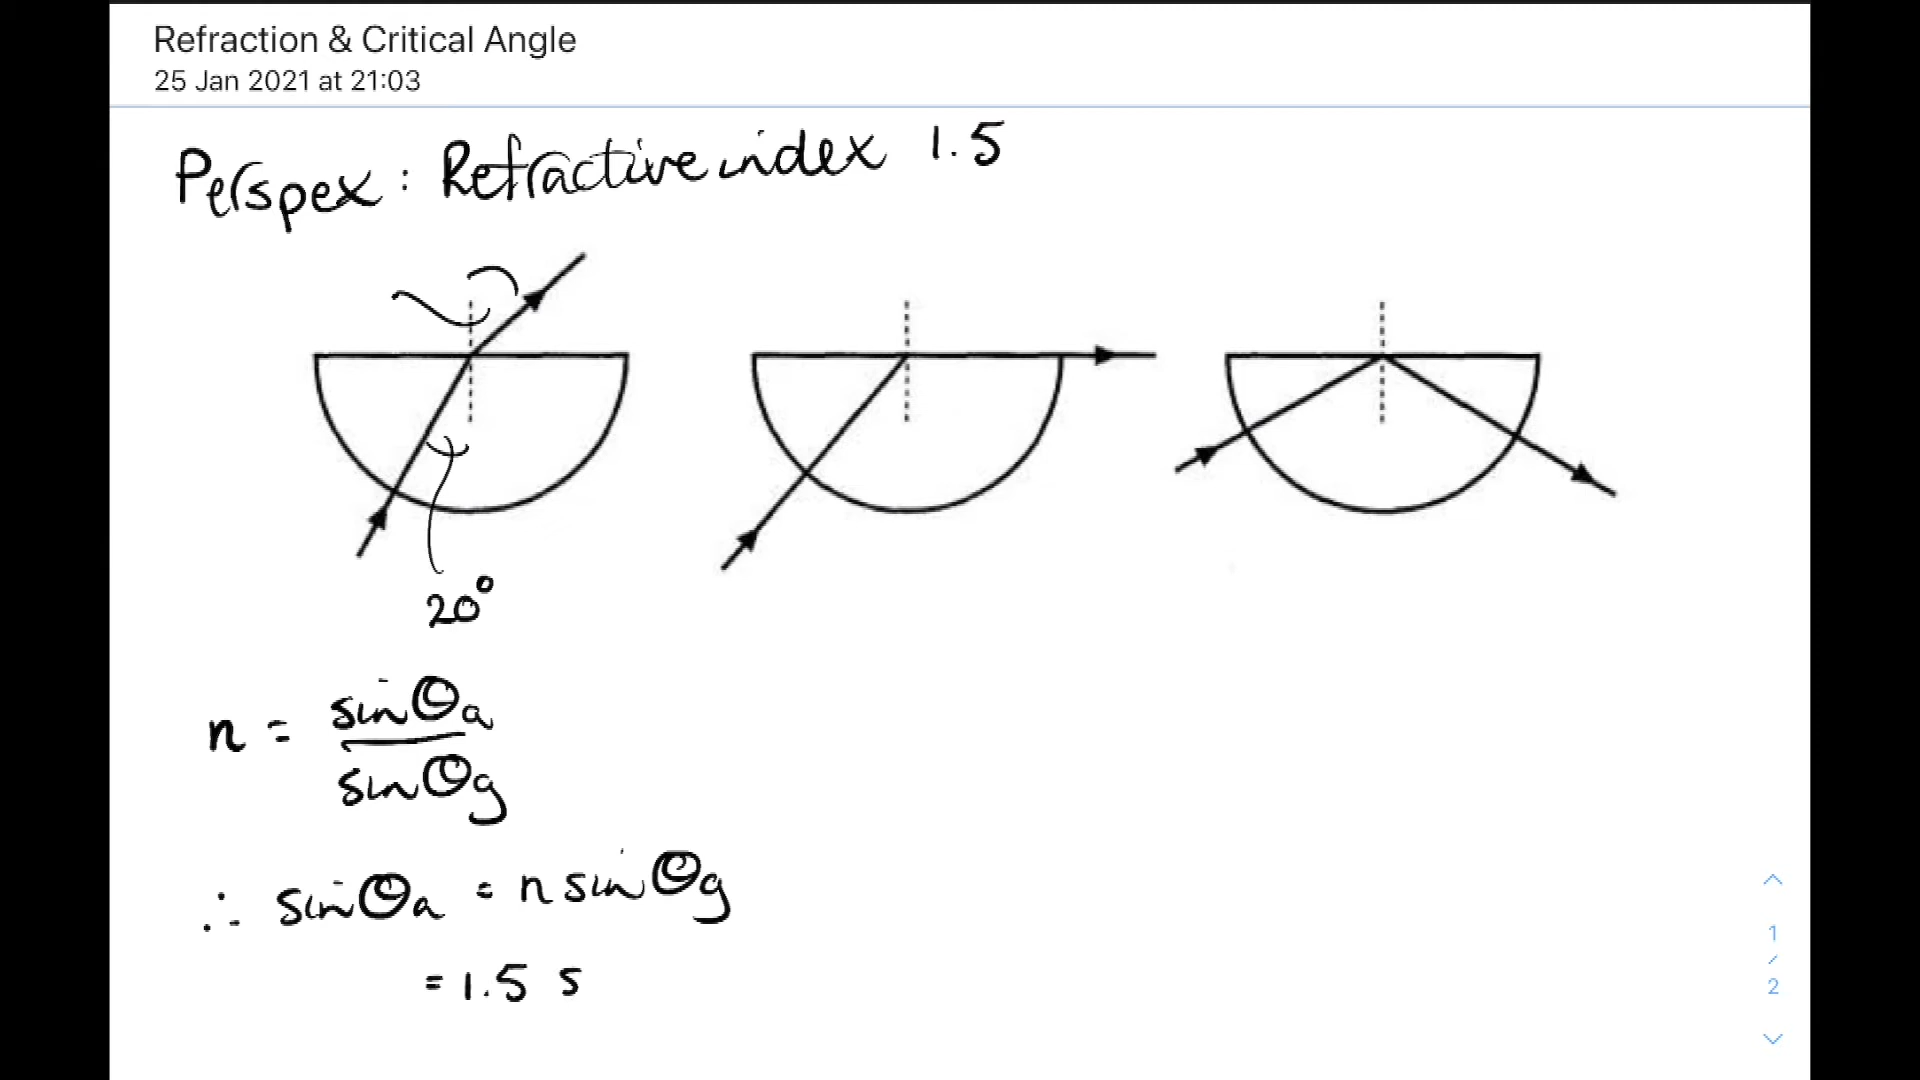 Refraction & Critical Angle
25 Jan 2021 at 21:03
Perspex : Refractive index 1.5
20°
n = sinθa / sinθg
∴ sinθa = n sinθg
= 1.5 s
1
/
2